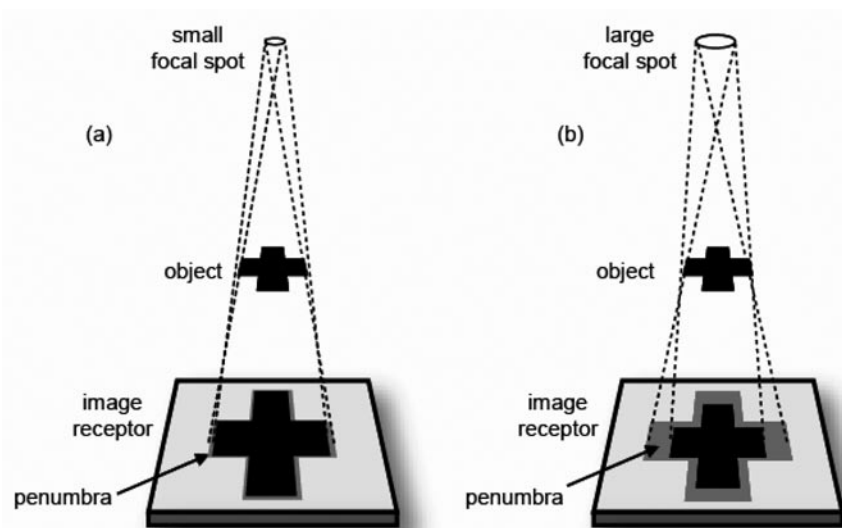 small
focal spot
(a)
object
image
receptor
penumbra
large
focal spot
(b)
object
image
receptor
penumbra